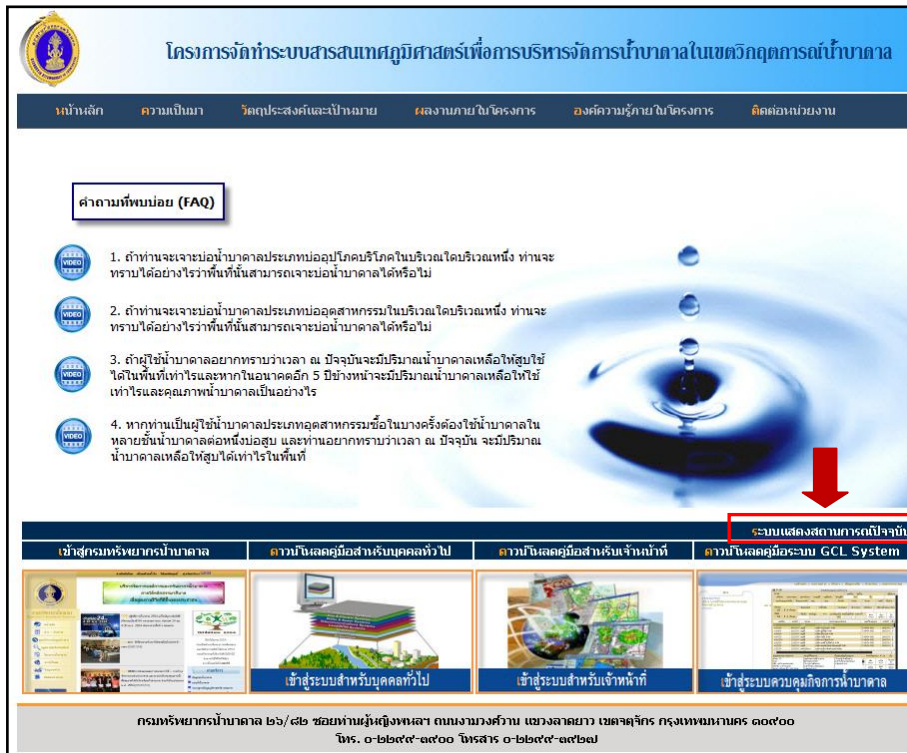 โครงการจัดทำระบบสารสนเทศภูมิศาสตร์เพื่อการบริหารจัดการน้ำบาดาลในเขตวิกฤตการณ์น้ำบาดาล
หน้าหลัก ความเป็นมา วัตถุประสงค์และเป้าหมาย ผลงานภายในโครงการ องค์ความรู้ภายในโครงการ ติดต่อหน่วยงาน
คำถามที่พบบ่อย (FAQ)
VIDEO
1. ถ้าท่านจะเจาะบ่อน้ำบาดาลประเภทบ่ออุปโภคบริโภคในบริเวณใดบริเวณหนึ่ง ท่านจะ
ทราบได้อย่างไรว่าพื้นที่นั้นสามารถเจาะบ่อน้ำบาดาลได้หรือไม่
VIDEO
2. ถ้าท่านจะเจาะบ่อน้ำบาดาลประเภทบ่ออุตสาหกรรมในบริเวณใดบริเวณหนึ่ง ท่านจะ
ทราบได้อย่างไรว่าพื้นที่นั้นสามารถเจาะบ่อน้ำบาดาลได้หรือไม่
VIDEO
3. ถ้าผู้ใช้น้ำบาดาลอยากทราบว่าเวลา ณ ปัจจุบันจะมีปริมาณน้ำบาดาลเหลือให้สูบใช้
ได้ในพื้นที่เท่าไรและหากในอนาคตอีก 5 ปีข้างหน้าจะมีปริมาณน้ำบาดาลเหลือให้ใช้
เท่าไรและคุณภาพน้ำบาดาลเป็นอย่างไร
VIDEO
4. หากท่านเป็นผู้ใช้น้ำบาดาลประเภทอุตสาหกรรมซึ่อในบางครั้งต้องใช้น้ำบาดาลใน
หลายชั้นน้ำบาดาลต่อหนึ่งบ่อสูบ และท่านอยากทราบว่าเวลา ณ ปัจจุบัน จะมีปริมาณ
น้ำบาดาลเหลือให้สูบได้เท่าไรในพื้นที่
ระบบแสดงสถานการณ์ปัจจุบัน
เข้าสู่กรมทรัพยากรน้ำบาดาล ดาวน์โหลดคู่มือสำหรับบุคคลทั่วไป ดาวน์โหลดคู่มือสำหรับเจ้าหน้าที่ ดาวน์โหลดคู่มือระบบ GCL System
เข้าสู่ระบบสำหรับบุคคลทั่วไป เข้าสู่ระบบสำหรับเจ้าหน้าที่ เข้าสู่ระบบควบคุมกิจการน้ำบาดาล
กรมทรัพยากรน้ำบาดาล ๒๖/๘๒ ซอยท่านผู้หญิงพหลฯ ถนนงามวงศ์วาน แขวงลาดยาว เขตจตุจักร กรุงเทพมหานคร ๑๐๙๐๐
โทร. ๐-๒๒๙๙-๓๙๐๐ โทรสาร ๐-๒๒๙๙-๓๙๒๗